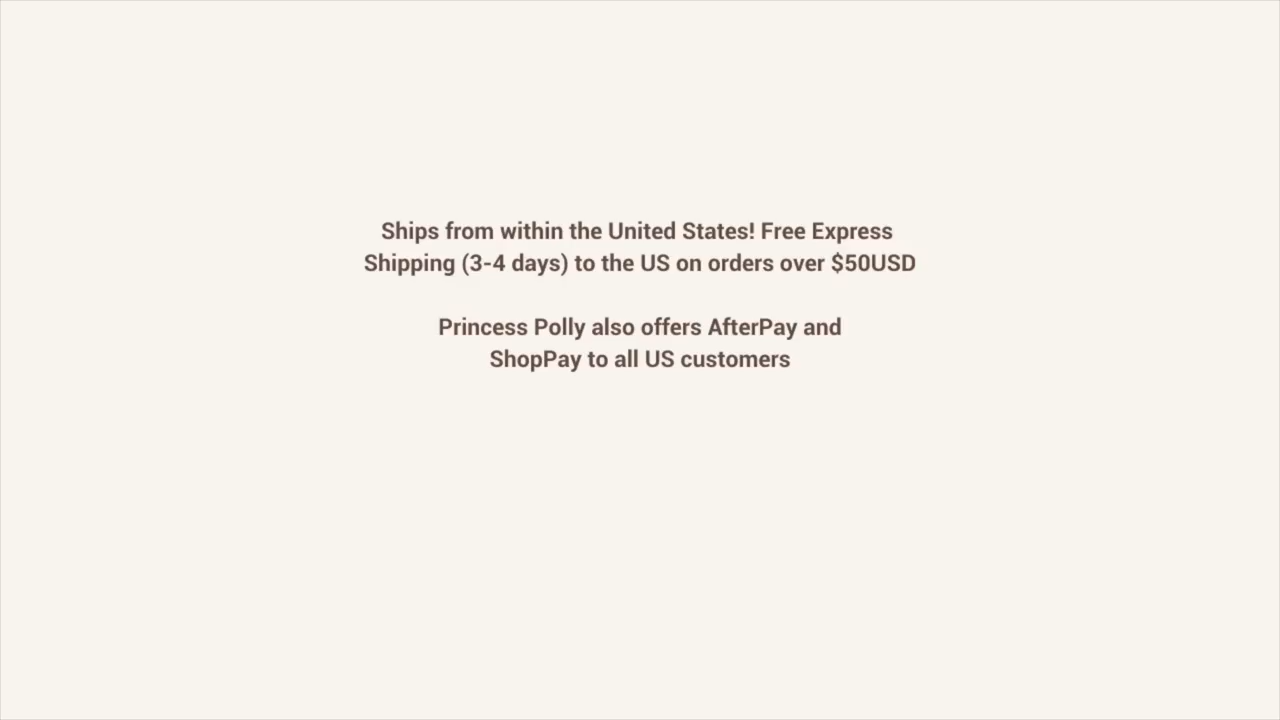 Ships from within the United States! Free Express
Shipping (3-4 days) to the US on orders over $50USD
Princess Polly also offers AfterPay and
ShopPay to all US customers